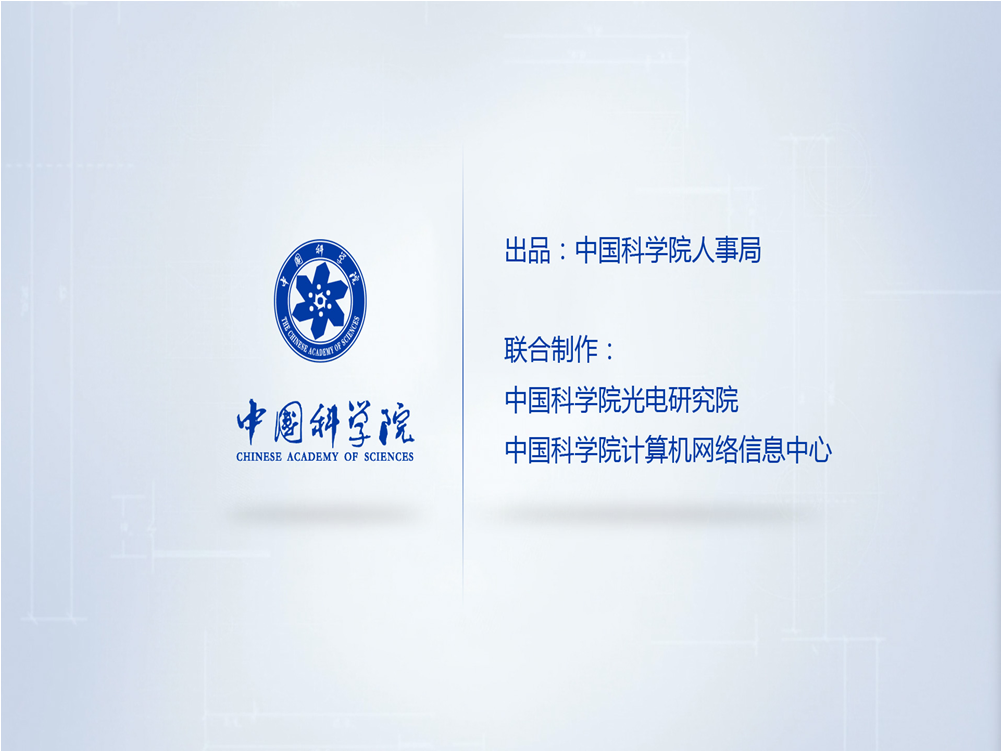 中国科学院
THE CHINESE ACADEMY OF SCIENCES
中国科学院
CHINESE ACADEMY OF SCIENCES
出品：中国科学院人事局
联合制作：
中国科学院光电研究院
中国科学院计算机网络信息中心